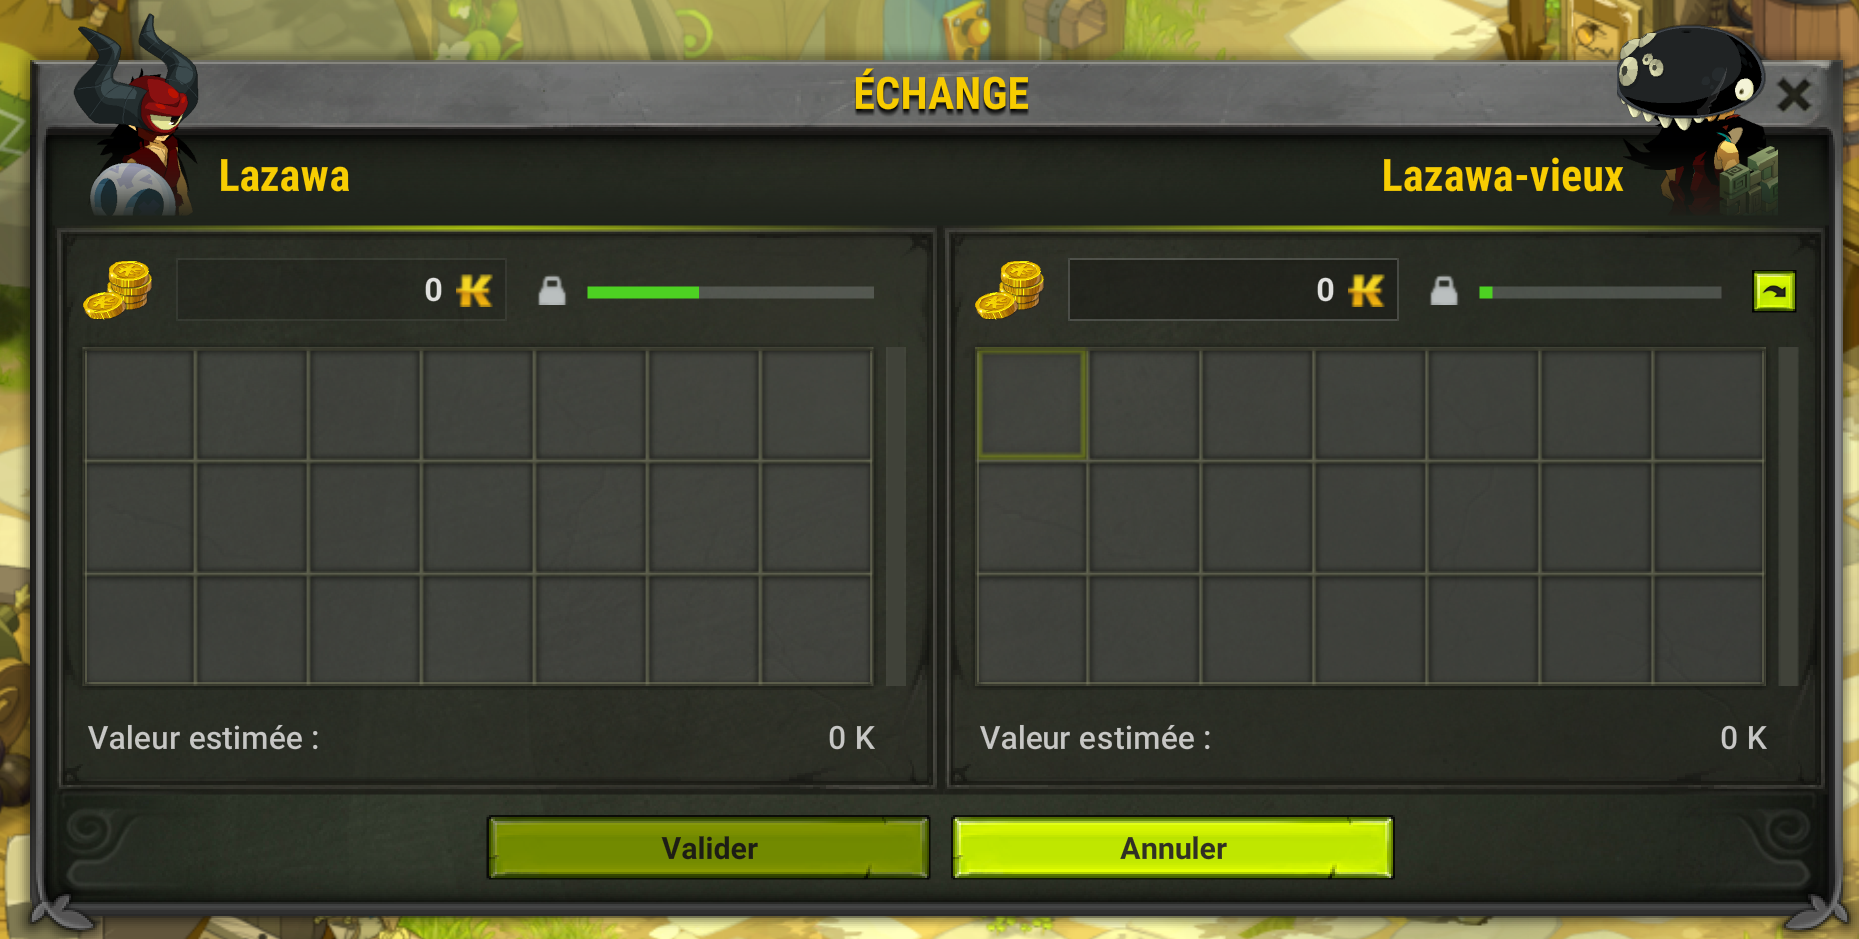 ÉCHANGE
Lazawa
Lazawa-vieux
0 K
0 K
Valeur estimée :
0 K
Valeur estimée :
0 K
Valider
Annuler